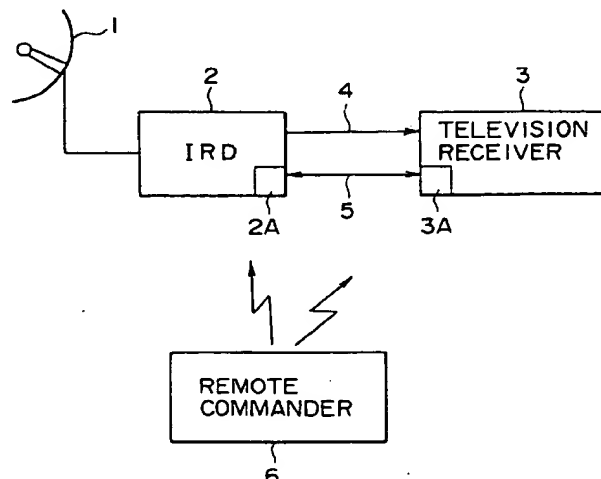 1
2
4
3
IRD
TELEVISION
RECEIVER
2A
5
3A
REMOTE
COMMANDER
6